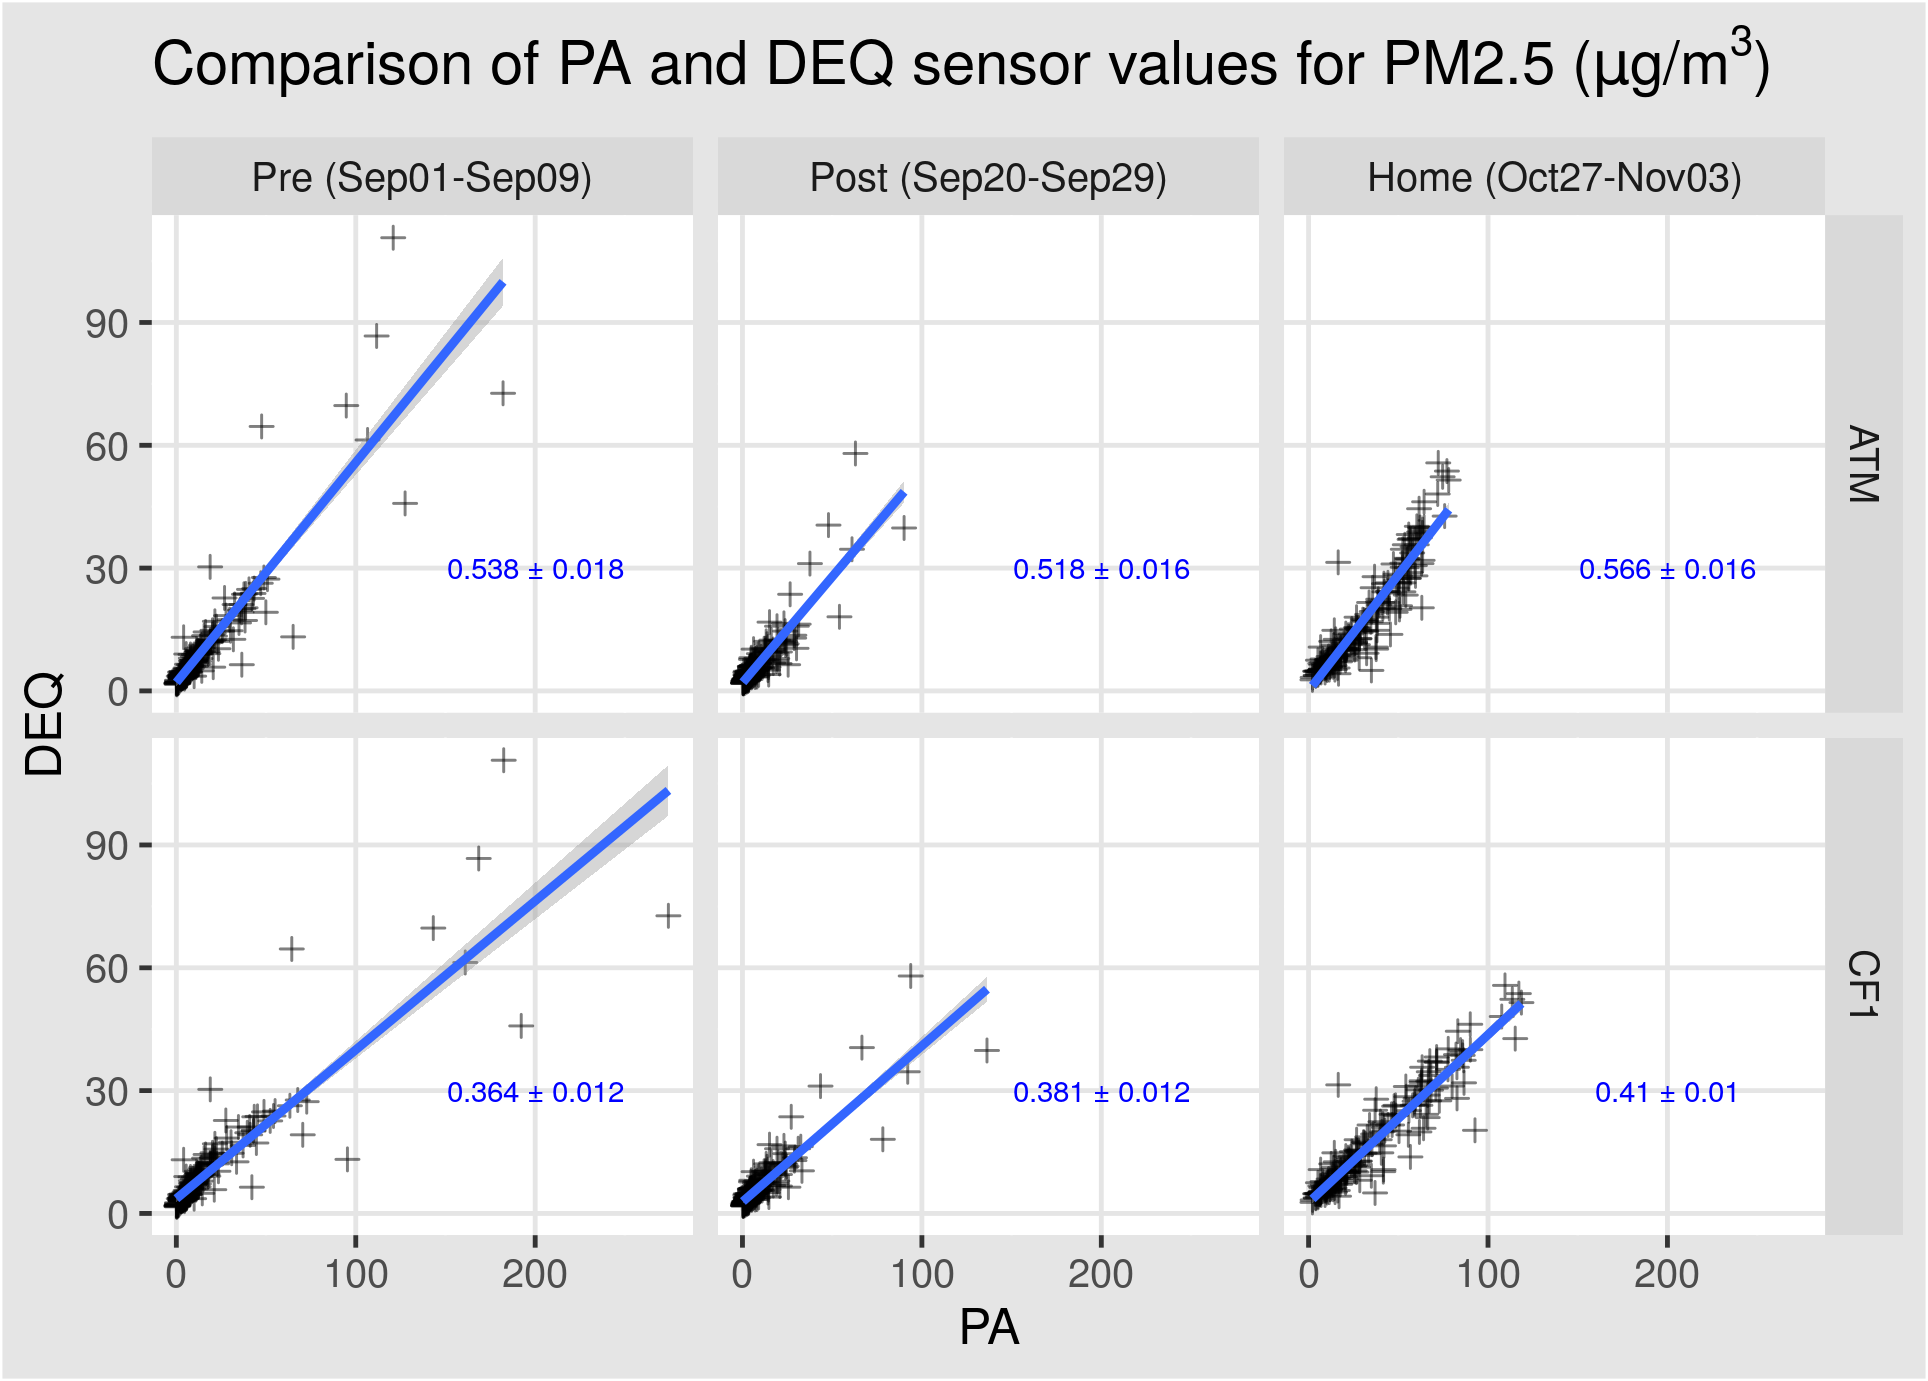 Comparison of PA and DEQ sensor values for PM2.5 (µg/m³)
Pre (Sep01-Sep09)
Post (Sep20-Sep29)
Home (Oct27-Nov03)
90
60
30
0
0.538 ± 0.018
0.518 ± 0.016
0.566 ± 0.016
ATM
DEQ
90
60
30
0
0.364 ± 0.012
0.381 ± 0.012
0.41 ± 0.01
CF1
0 100 200
0 100 200
0 100 200
PA